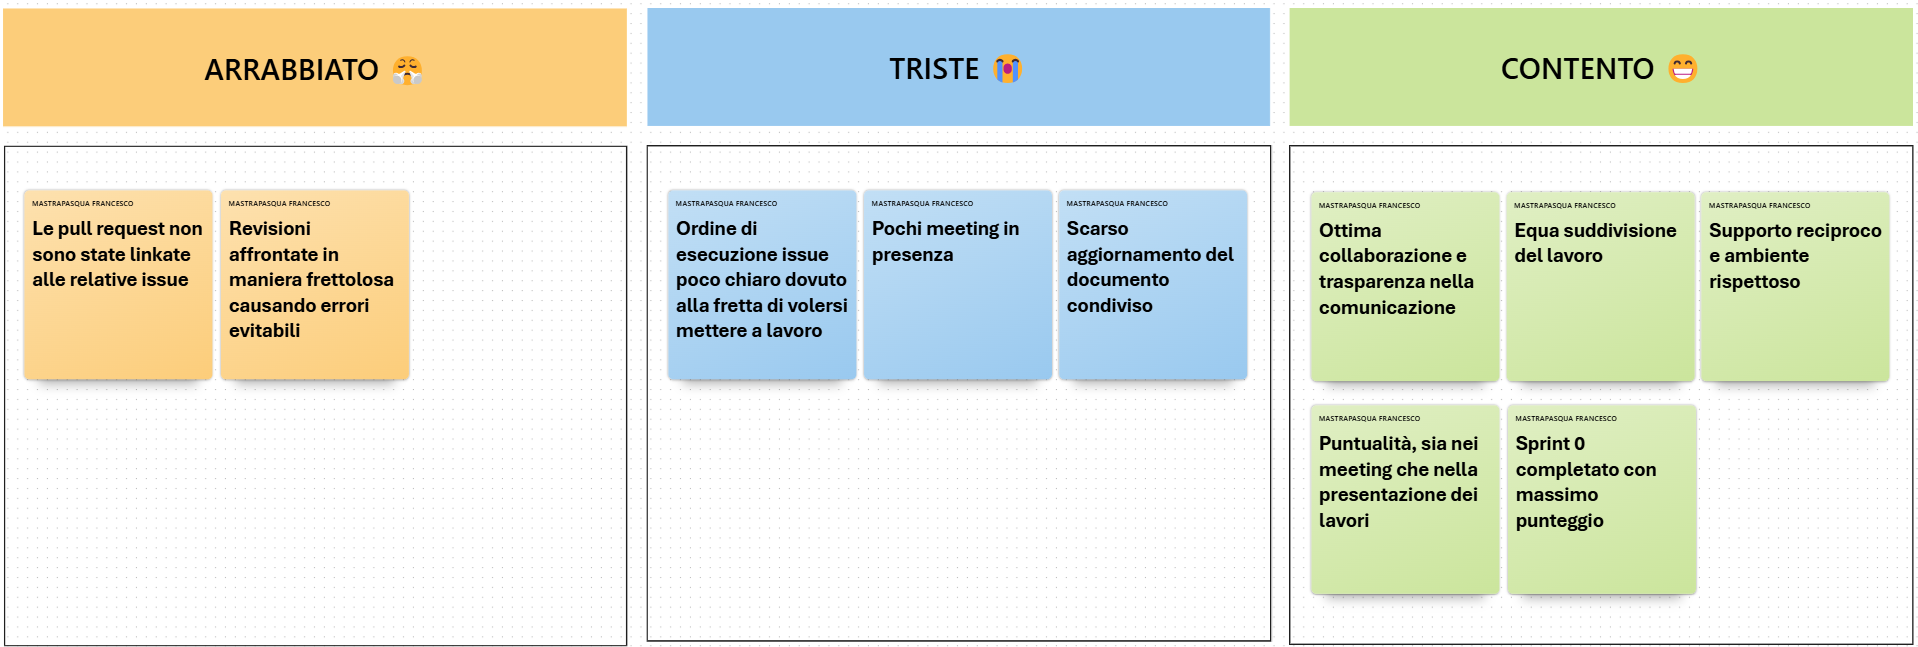 ARRABBIATO 😤
MASTRAPASQUA FRANCESCO
Le pull request non
sono state linkate
alle relative issue
MASTRAPASQUA FRANCESCO
Revisioni
affrontate in
maniera frettolosa
causando errori
evitabili
TRISTE 😭
MASTRAPASQUA FRANCESCO
Ordine di
esecuzione issue
poco chiaro dovuto
alla fretta di volersi
mettere a lavoro
MASTRAPASQUA FRANCESCO
Pochi meeting in
presenza
MASTRAPASQUA FRANCESCO
Scarso
aggiornamento del
documento
condiviso
CONTENTO 😁
MASTRAPASQUA FRANCESCO
Ottima
collaborazione e
trasparenza nella
comunicazione
MASTRAPASQUA FRANCESCO
Equa suddivisione
del lavoro
MASTRAPASQUA FRANCESCO
Supporto reciproco
e ambiente
rispettoso
MASTRAPASQUA FRANCESCO
Puntualità, sia nei
meeting che nella
presentazione dei
lavori
MASTRAPASQUA FRANCESCO
Sprint 0
completato con
massimo
punteggio